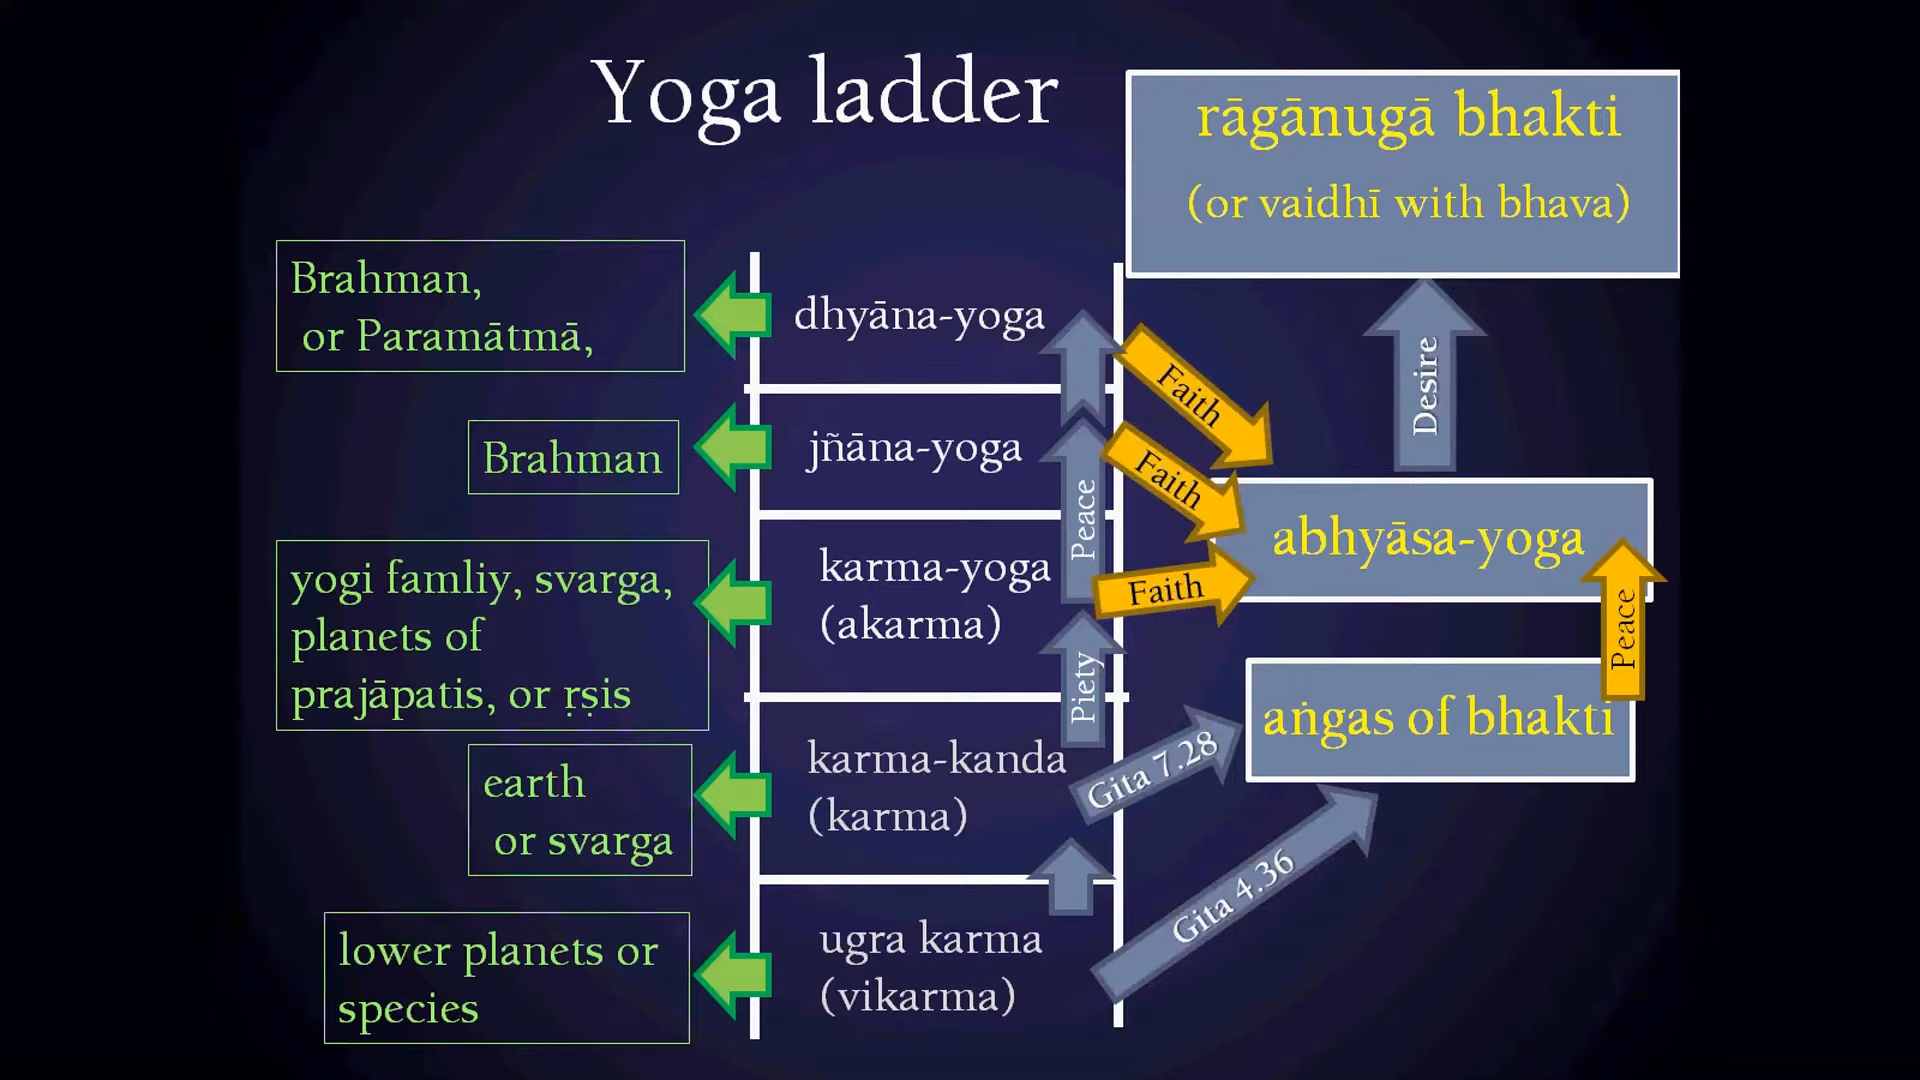 Yoga ladder
rāgānugā bhakti
(or vaidhī with bhava)
Brahman,
or Paramātmā,
dhyāna-yoga
Faith
Desire
Brahman
jñāna-yoga
Faith
Peace
abhyāsa-yoga
yogi famliy, svarga,
planets of
prajāpatis, or ṛṣis
karma-yoga
(akarma)
Faith
Peace
Piety
aṅgas of bhakti
earth
or svarga
karma-kanda
(karma)
Gita 7.28
Gita 4.36
lower planets or
species
ugra karma
(vikarma)